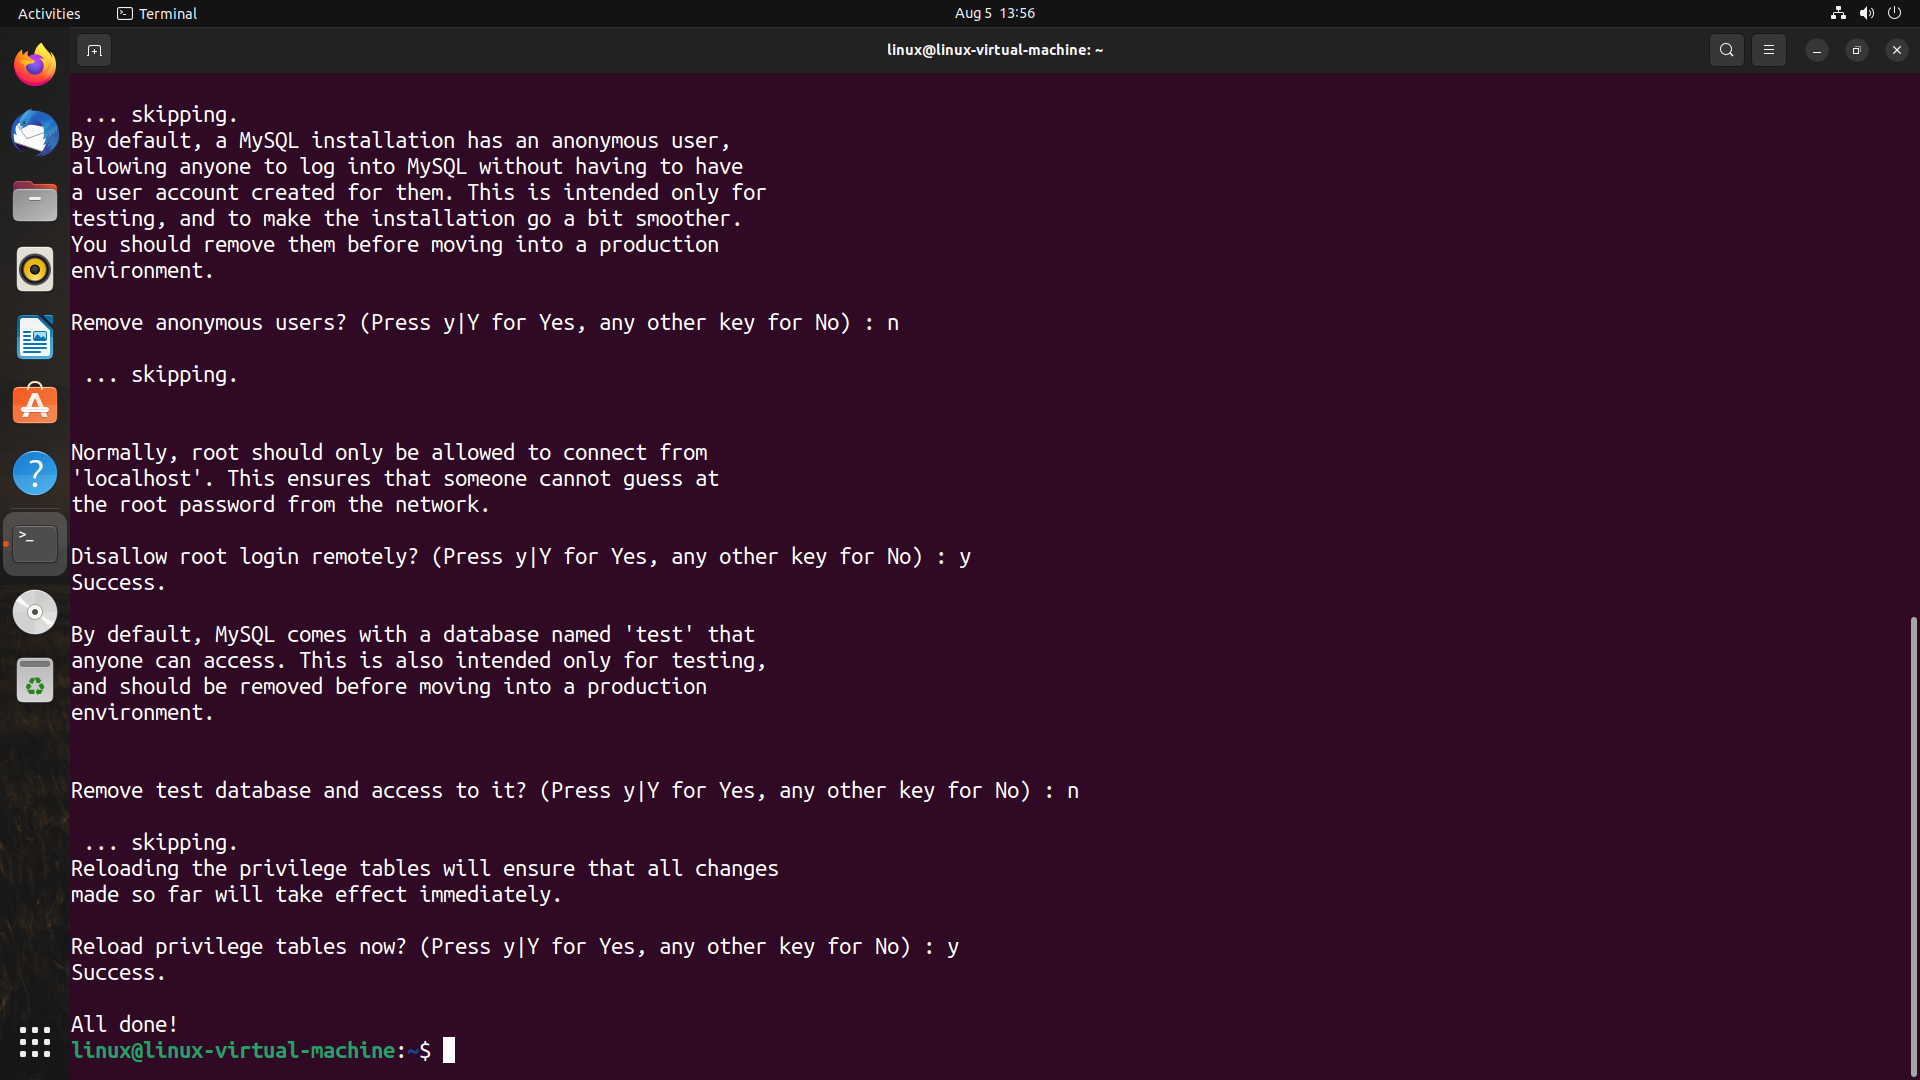 Activities
Terminal
Aug 5 13:56
linux@linux-virtual-machine: ~
... skipping.
By default, a MySQL installation has an anonymous user,
allowing anyone to log into MySQL without having to have
a user account created for them. This is intended only for
testing, and to make the installation go a bit smoother.
You should remove them before moving into a production
environment.
Remove anonymous users? (Press y|Y for Yes, any other key for No) : n
... skipping.
Normally, root should only be allowed to connect from
'localhost'. This ensures that someone cannot guess at
the root password from the network.
Disallow root login remotely? (Press y|Y for Yes, any other key for No) : y
Success.
By default, MySQL comes with a database named 'test' that
anyone can access. This is also intended only for testing,
and should be removed before moving into a production
environment.
Remove test database and access to it? (Press y|Y for Yes, any other key for No) : n
... skipping.
Reloading the privilege tables will ensure that all changes
made so far will take effect immediately.
Reload privilege tables now? (Press y|Y for Yes, any other key for No) : y
Success.
All done!
linux@linux-virtual-machine:~$